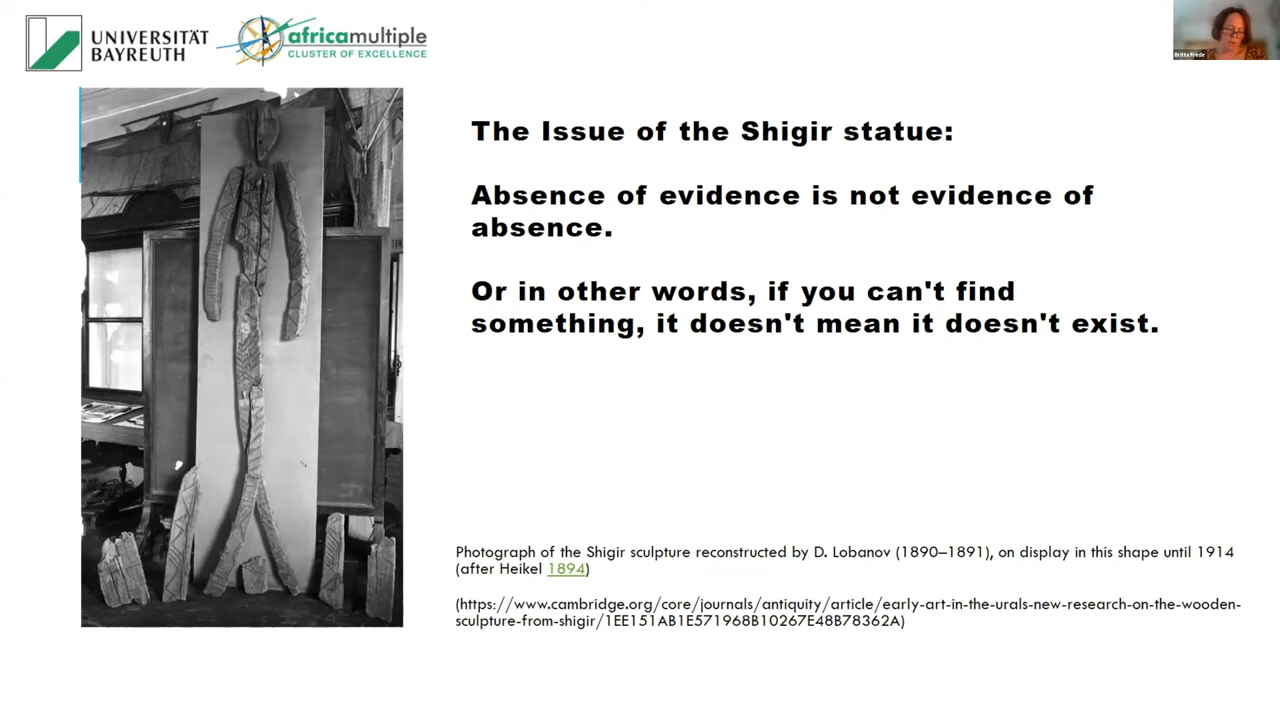 UNIVERSITÄT
BAYREUTH
africamultiple
CLUSTER OF EXCELLENCE
Britta Frede
The Issue of the Shigir statue:
Absence of evidence is not evidence of
absence.
Or in other words, if you can't find
something, it doesn't mean it doesn't exist.
Photograph of the Shigir sculpture reconstructed by D. Lobanov (1890–1891), on display in this shape until 1914
(after Heikel 1894)
(https://www.cambridge.org/core/journals/antiquity/article/early-art-in-the-urals-new-research-on-the-wooden-
sculpture-from-shigir/1EE151AB1E571968B10267E48B78362A)